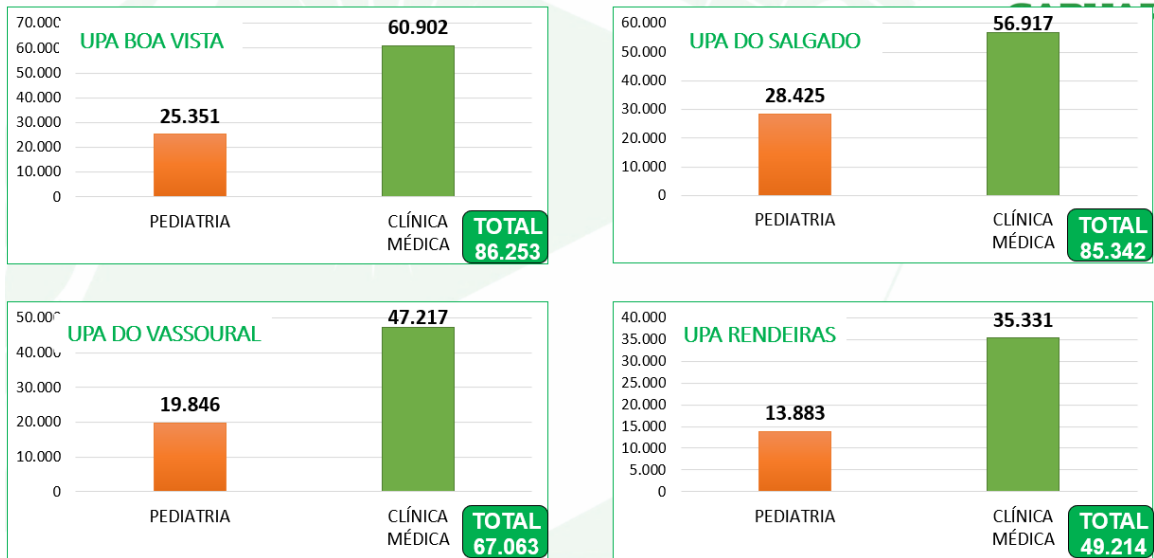 UPA BOA VISTA
70.000
60.000
50.000
40.000
30.000
20.000
10.000
0
25.351
60.902
PEDIATRIA
CLÍNICA
MÉDICA
TOTAL
86.253
UPA DO SALGADO
60.000
50.000
40.000
30.000
20.000
10.000
0
28.425
56.917
PEDIATRIA
CLÍNICA
MÉDICA
TOTAL
85.342
UPA DO VASSOURAL
50.000
40.000
30.000
20.000
10.000
0
19.846
47.217
PEDIATRIA
CLÍNICA
MÉDICA
TOTAL
67.063
UPA RENDEIRAS
40.000
35.000
30.000
25.000
20.000
15.000
10.000
5.000
0
13.883
35.331
PEDIATRIA
CLÍNICA
MÉDICA
TOTAL
49.214